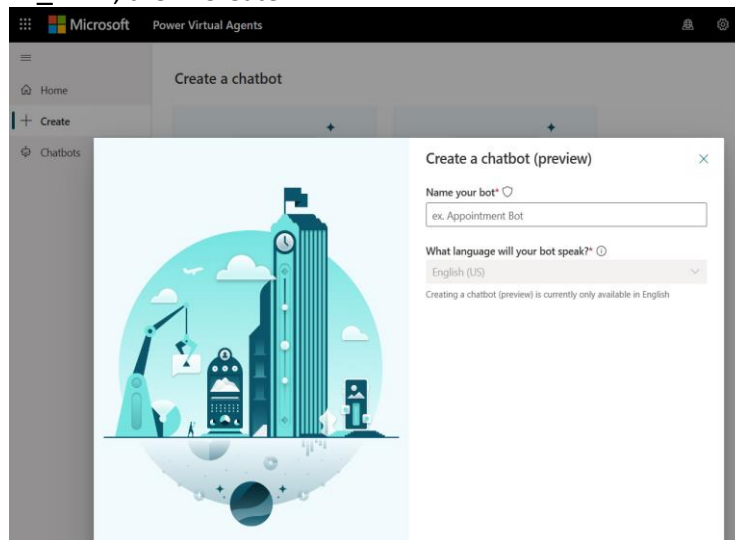 Microsoft Power Virtual Agents
Home
Create
Chatbots
Create a chatbot
Create a chatbot (preview)
Name your bot*
ex. Appointment Bot
What language will your bot speak?*
English (US)
Creating a chatbot (preview) is currently only available in English